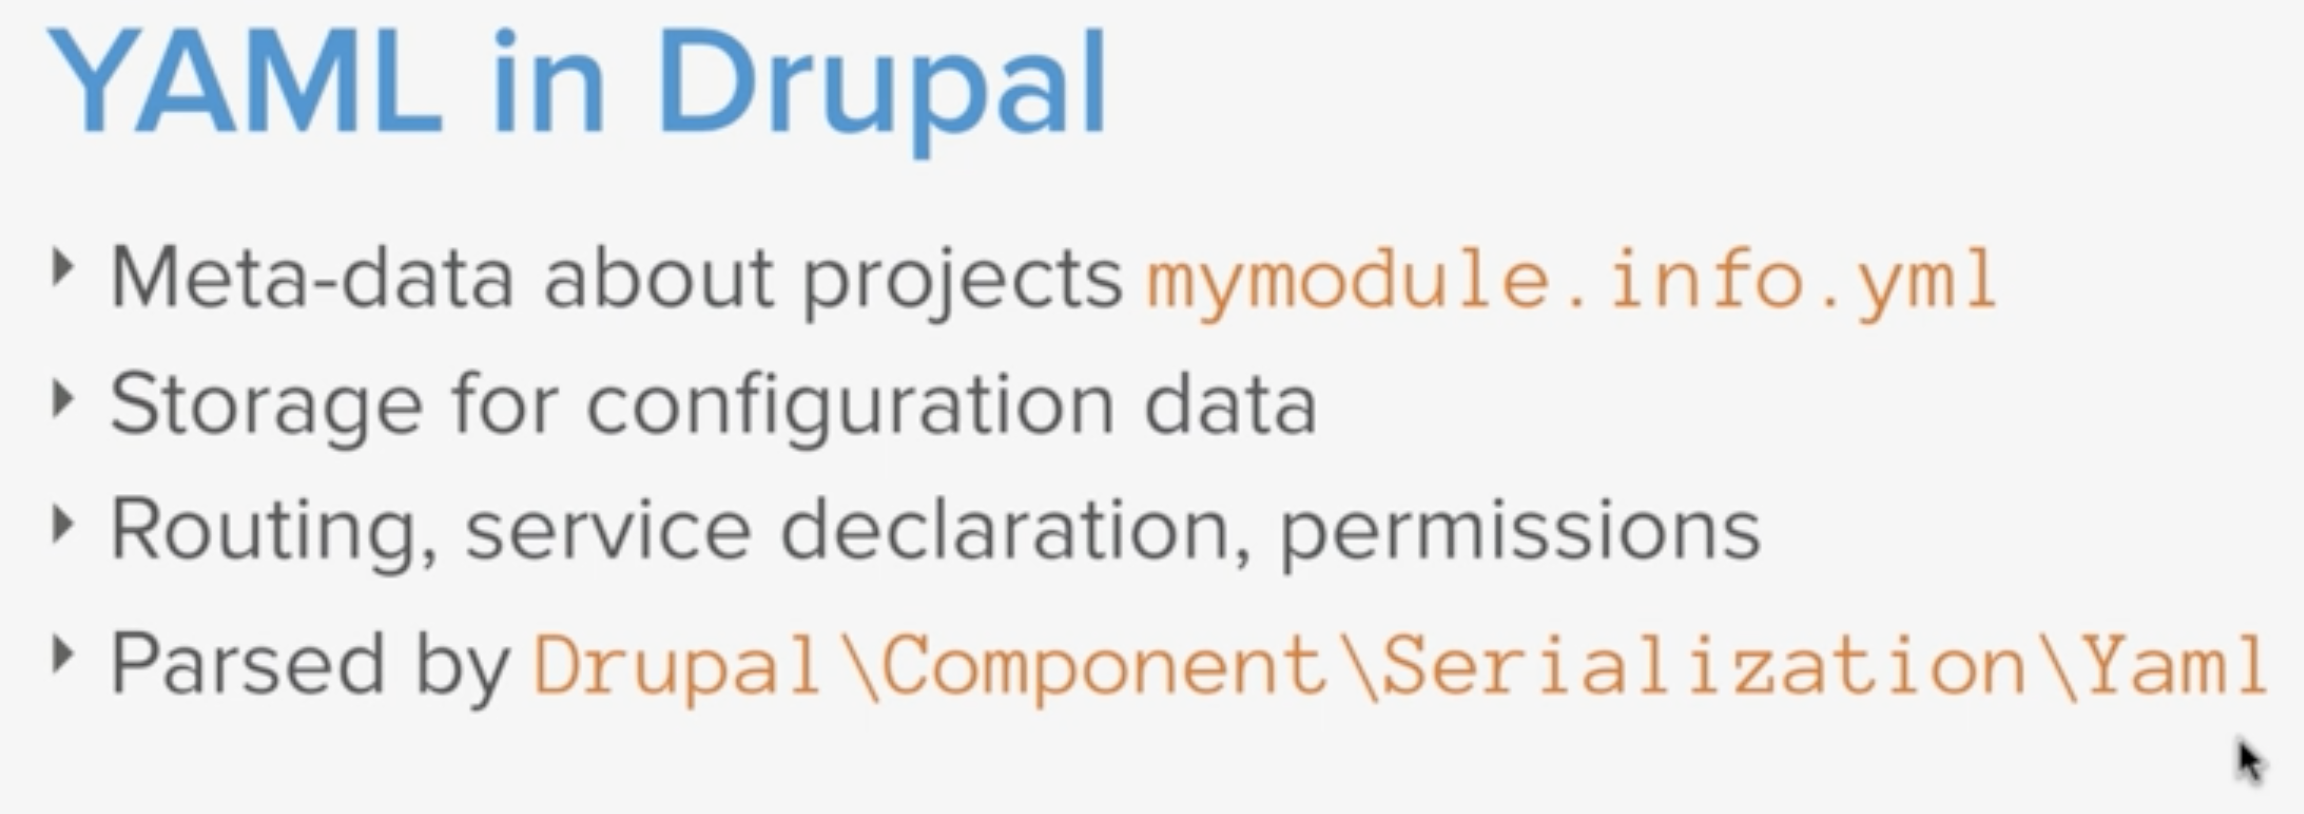 YAML in Drupal
Meta-data about projects mymodule.info.yml
Storage for configuration data
Routing, service declaration, permissions
Parsed by Drupal\Component\Serialization\Yaml